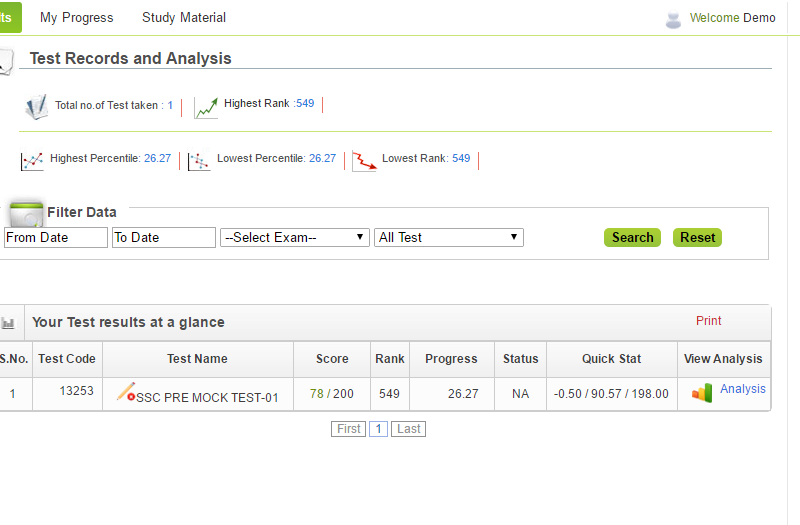 lts My Progress Study Material Welcome Demo
Test Records and Analysis
Total no.of Test taken : 1 Highest Rank :549
Highest Percentile: 26.27 Lowest Percentile: 26.27 Lowest Rank: 549
Filter Data
From Date To Date --Select Exam-- All Test Search Reset
Your Test results at a glance Print
S.No. Test Code Test Name Score Rank Progress Status Quick Stat View Analysis
1 13253 SSC PRE MOCK TEST-01 78 / 200 549 26.27 NA -0.50 / 90.57 / 198.00 Analysis
First 1 Last